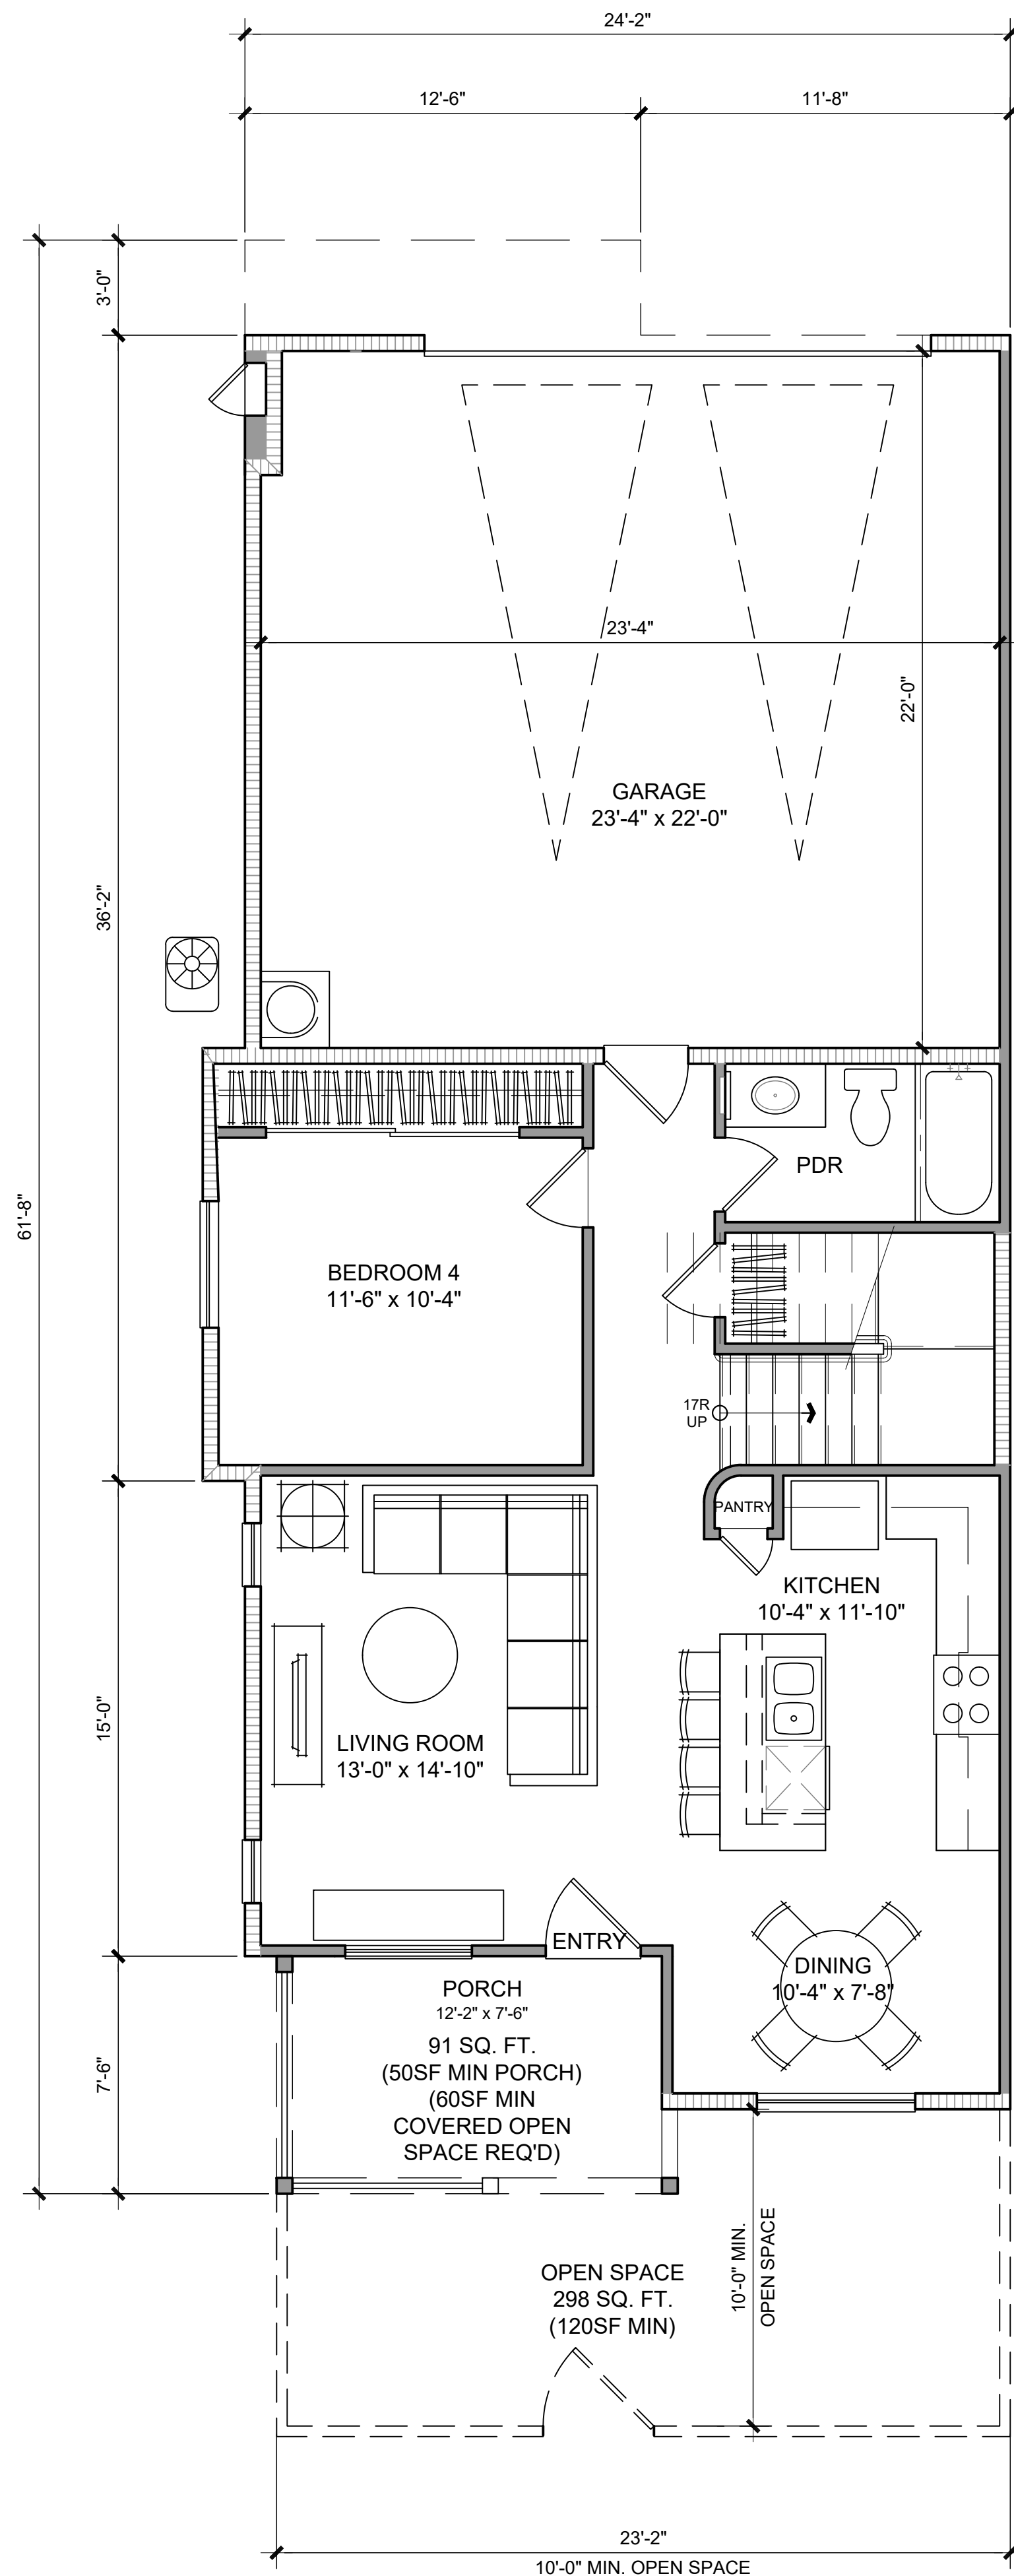 24'-2"
12'-6"
11'-8"
3'-0"
23'-4"
22'-0"
GARAGE
23'-4" x 22'-0"
36'-2"
61'-8"
PDR
BEDROOM 4
11'-6" x 10'-4"
17R
UP
PANTRY
KITCHEN
10'-4" x 11'-10"
15'-0"
LIVING ROOM
13'-0" x 14'-10"
ENTRY
DINING
10'-4" x 7'-8"
PORCH
12'-2" x 7'-6"
91 SQ. FT.
(50SF MIN PORCH)
(60SF MIN
COVERED OPEN
SPACE REQ'D)
7'-6"
OPEN SPACE
298 SQ. FT.
(120SF MIN)
10'-0" MIN.
OPEN SPACE
23'-2"
10'-0" MIN. OPEN SPACE